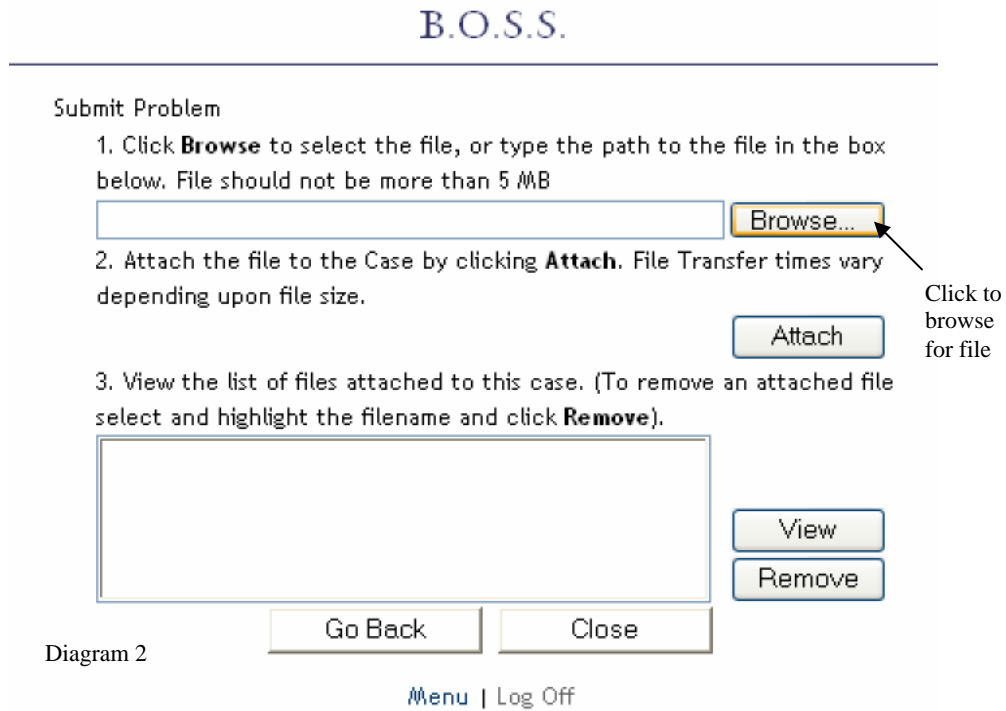 B.O.S.S.
Submit Problem
1. Click Browse to select the file, or type the path to the file in the box
below. File should not be more than 5 MB
Browse...
2. Attach the file to the Case by clicking Attach. File Transfer times vary
depending upon file size.
Click to
browse
for file
Attach
3. View the list of files attached to this case. (To remove an attached file
select and highlight the filename and click Remove).
View
Remove
Go Back
Close
Diagram 2
Menu | Log Off